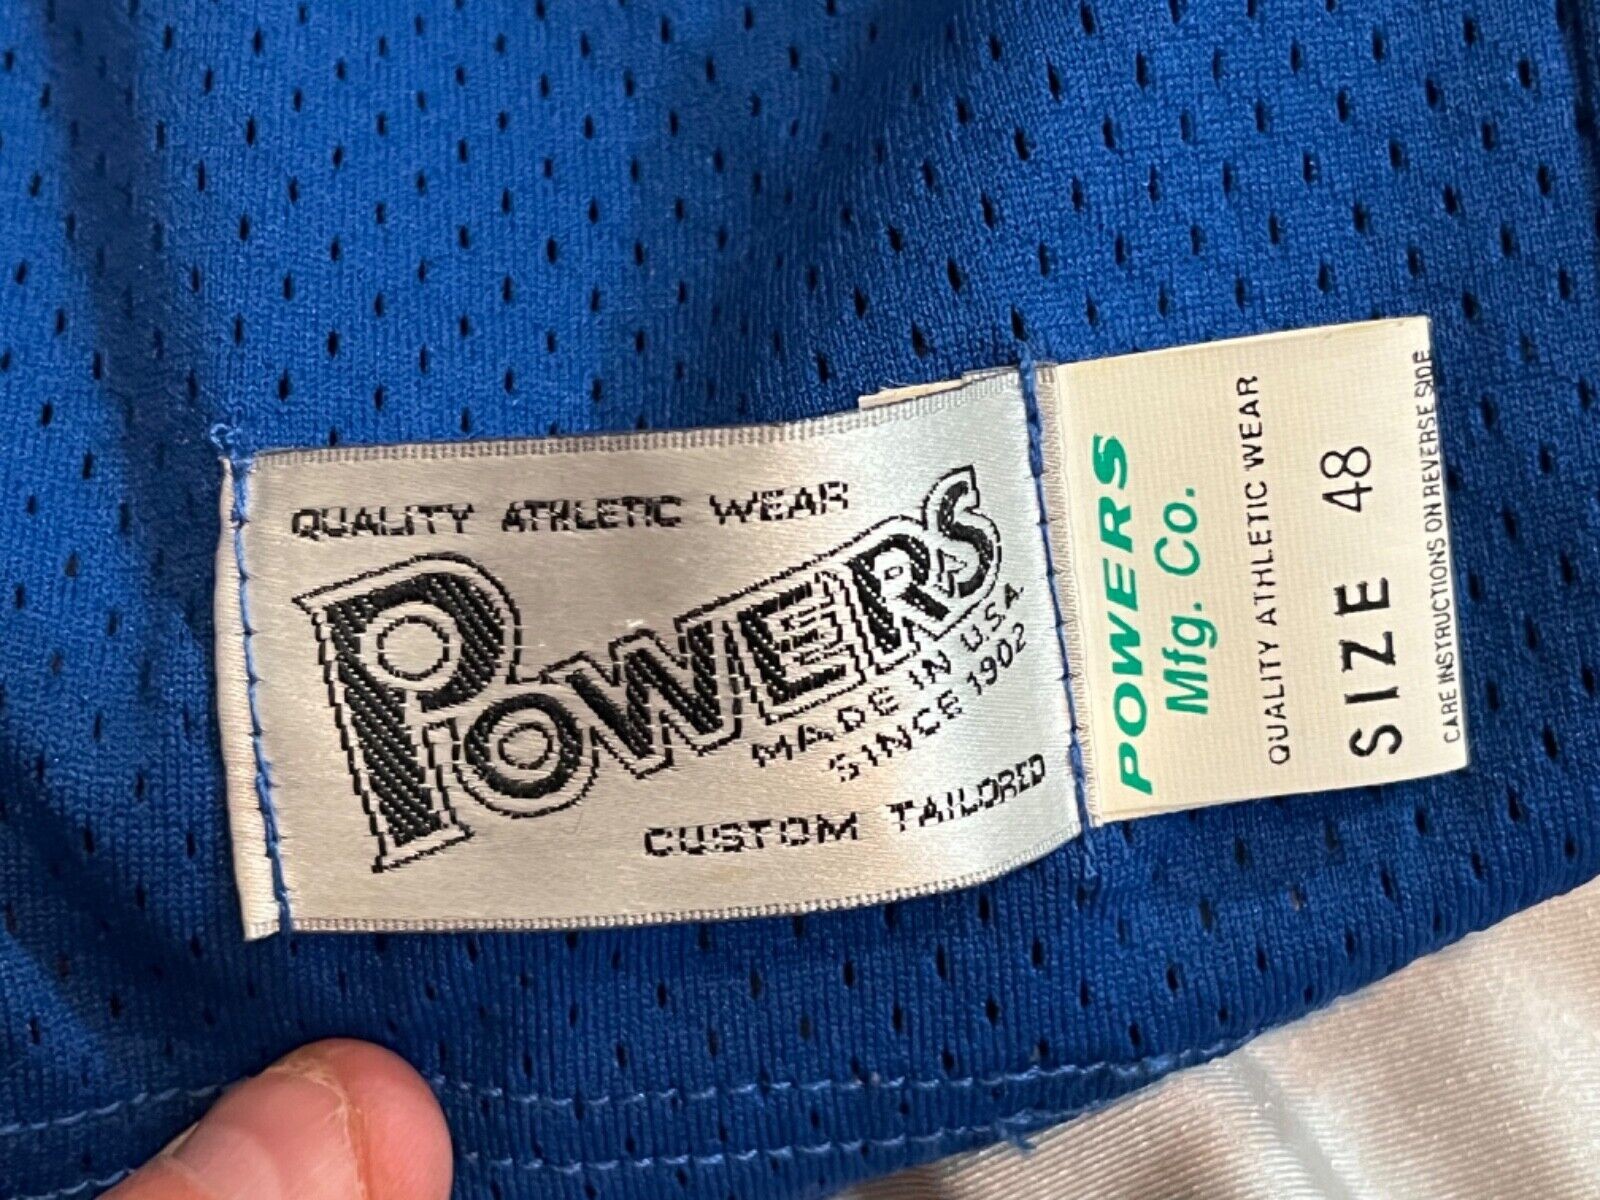 QUALITY ATHLETIC WEAR
POWERS
MADE IN U.S.A.
SINCE 1902
CUSTOM TAILORED
POWERS
Mfg. Co.
QUALITY ATHLETIC WEAR
SIZE 48
CARE INSTRUCTIONS ON REVERSE SIDE